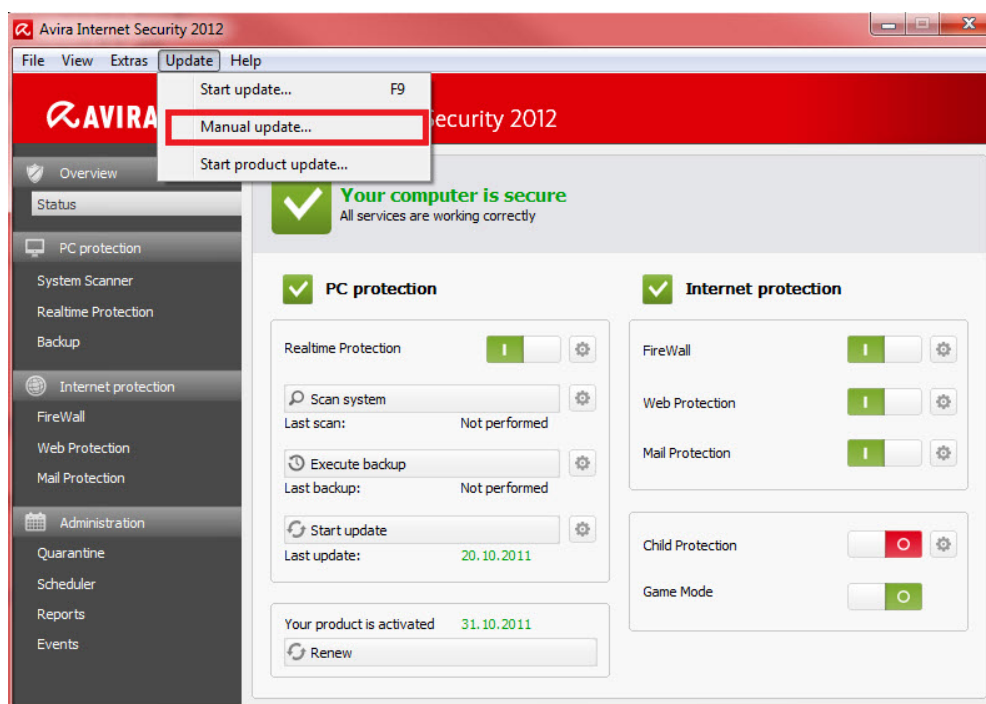 Avira Internet Security 2012
File View Extras Update Help
Start update... F9
Manual update...
Start product update...
AVIRA
ecurity 2012
Overview
Status
PC protection
System Scanner
Realtime Protection
Backup
Internet protection
FireWall
Web Protection
Mail Protection
Administration
Quarantine
Scheduler
Reports
Events
Your computer is secure
All services are working correctly
PC protection
Realtime Protection
Scan system
Last scan: Not performed
Execute backup
Last backup: Not performed
Start update
Last update: 20.10.2011
Your product is activated 31.10.2011
Renew
Internet protection
FireWall
Web Protection
Mail Protection
Child Protection
Game Mode